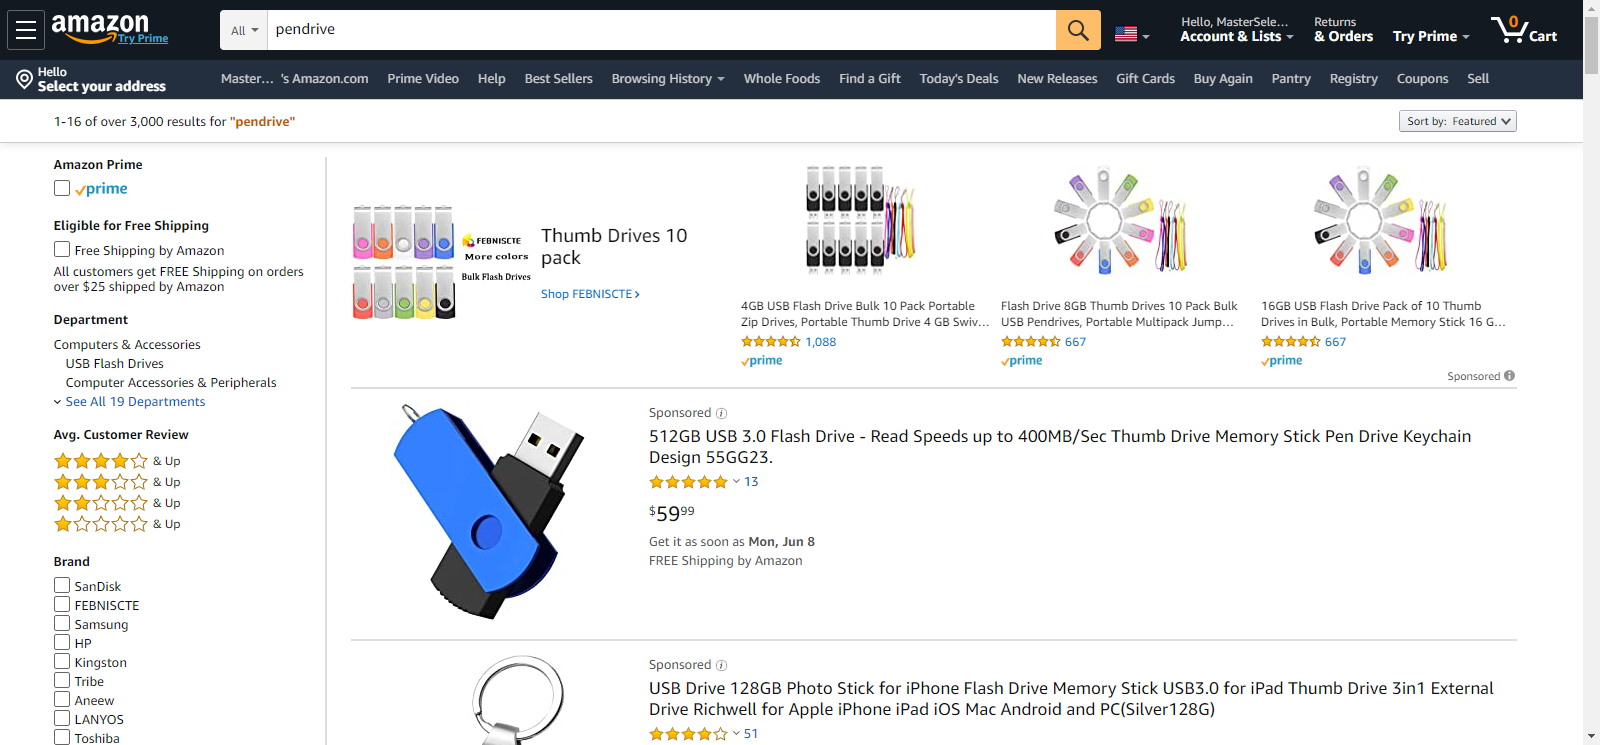 amazon
Try Prime
All
pendrive
Hello, MasterSele...
Account & Lists
Returns
& Orders
Try Prime
0
Cart
Hello
Select your address
Master... 's Amazon.com
Prime Video
Help
Best Sellers
Browsing History
Whole Foods
Find a Gift
Today's Deals
New Releases
Gift Cards
Buy Again
Pantry
Registry
Coupons
Sell
1-16 of over 3,000 results for "pendrive"
Sort by: Featured
Amazon Prime
prime
Eligible for Free Shipping
Free Shipping by Amazon
All customers get FREE Shipping on orders
over $25 shipped by Amazon
Department
Computers & Accessories
USB Flash Drives
Computer Accessories & Peripherals
See All 19 Departments
Avg. Customer Review
& Up
& Up
& Up
& Up
Brand
SanDisk
FEBNISCTE
Samsung
HP
Kingston
Tribe
Aneew
LANYOS
Toshiba
FEBNISCTE
More colors
Bulk Flash Drives
Thumb Drives 10
pack
Shop FEBNISCTE
4GB USB Flash Drive Bulk 10 Pack Portable
Zip Drives, Portable Thumb Drive 4 GB Swiv...
1,088
prime
Flash Drive 8GB Thumb Drives 10 Pack Bulk
USB Pendrives, Portable Multipack Jump...
667
prime
16GB USB Flash Drive Pack of 10 Thumb
Drives in Bulk, Portable Memory Stick 16 G...
667
prime
Sponsored
Sponsored
512GB USB 3.0 Flash Drive - Read Speeds up to 400MB/Sec Thumb Drive Memory Stick Pen Drive Keychain
Design 55GG23.
13
$5999
Get it as soon as Mon, Jun 8
FREE Shipping by Amazon
Sponsored
USB Drive 128GB Photo Stick for iPhone Flash Drive Memory Stick USB3.0 for iPad Thumb Drive 3in1 External
Drive Richwell for Apple iPhone iPad iOS Mac Android and PC(Silver128G)
51